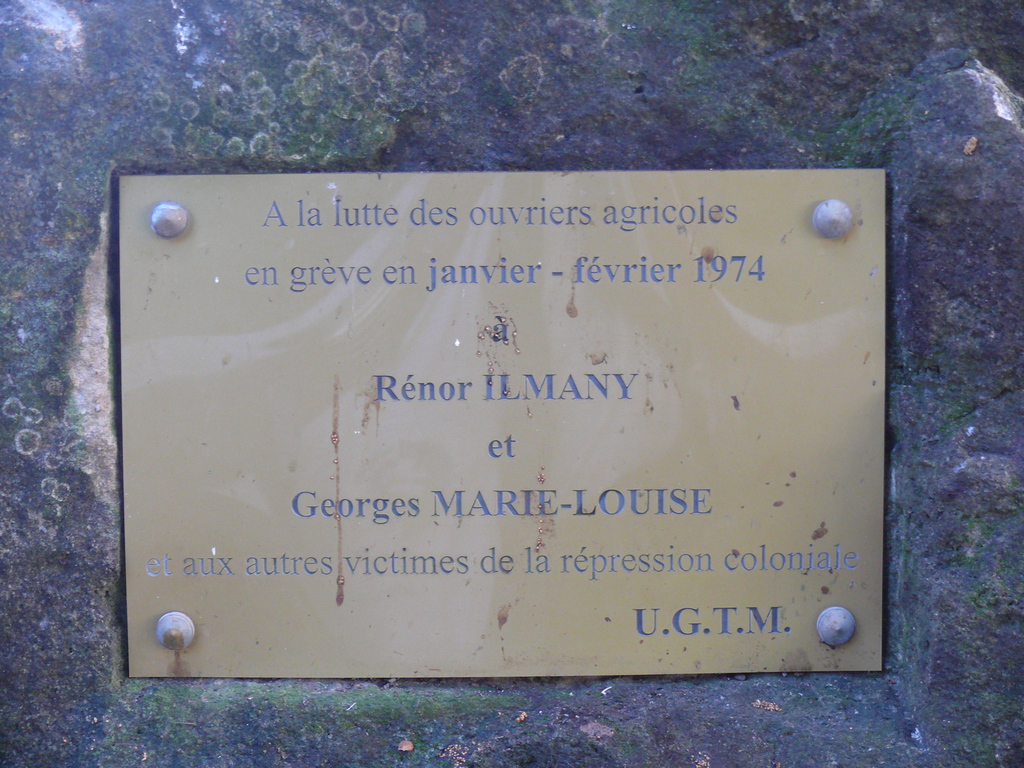 A la lutte des ouvriers agricoles
en grève en janvier - février 1974
à
Rénor ILMANY
et
Georges MARIE-LOUISE
et aux autres victimes de la répression coloniale
U.G.T.M.